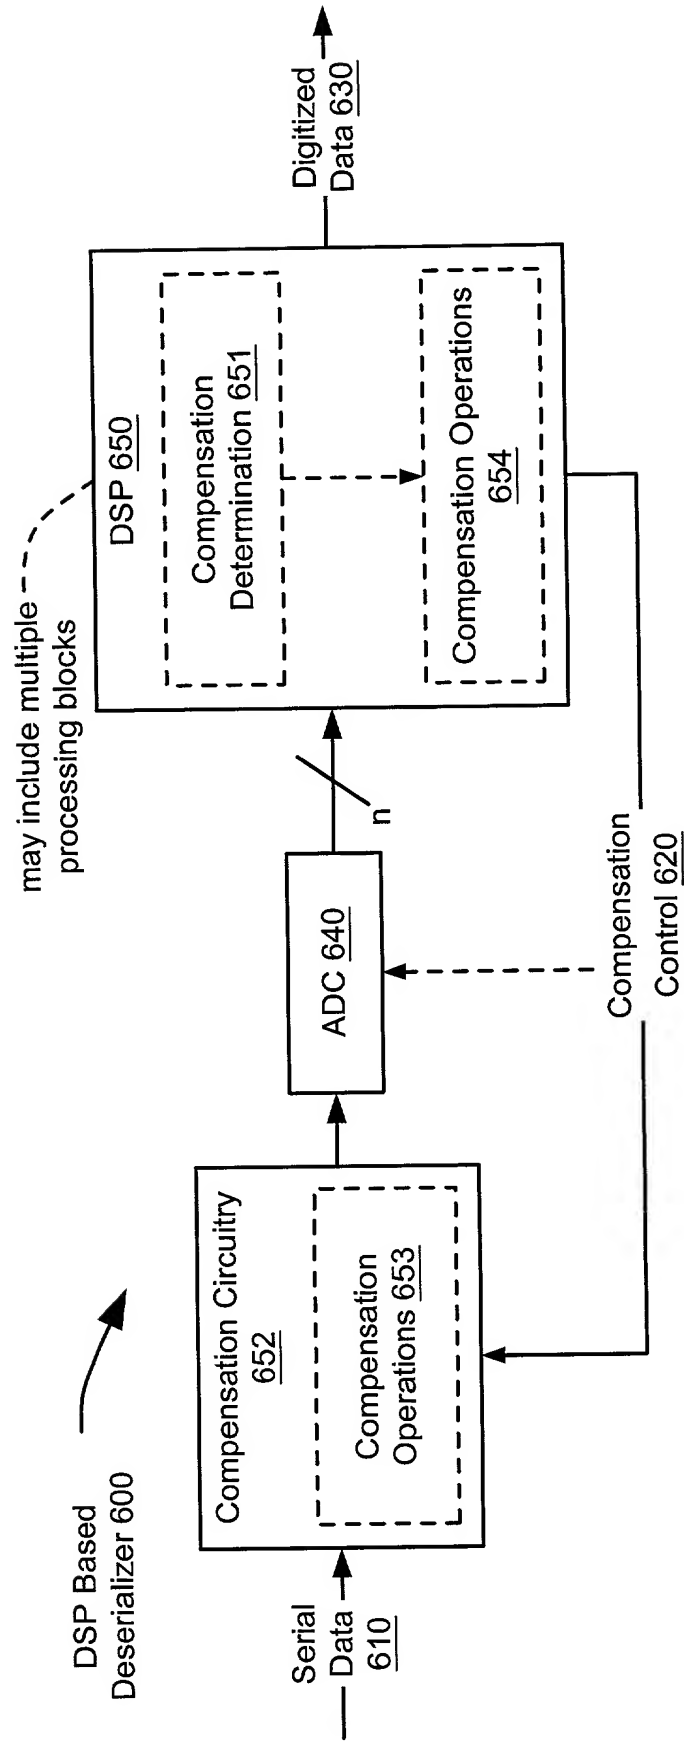 DSP Based
Deserializer 600
Serial
Data
610
Compensation Circuitry
652
Compensation
Operations 653
ADC 640
n
may include multiple
processing blocks
DSP 650
Compensation
Determination 651
Compensation Operations
654
Compensation
Control 620
Digitized
Data 630